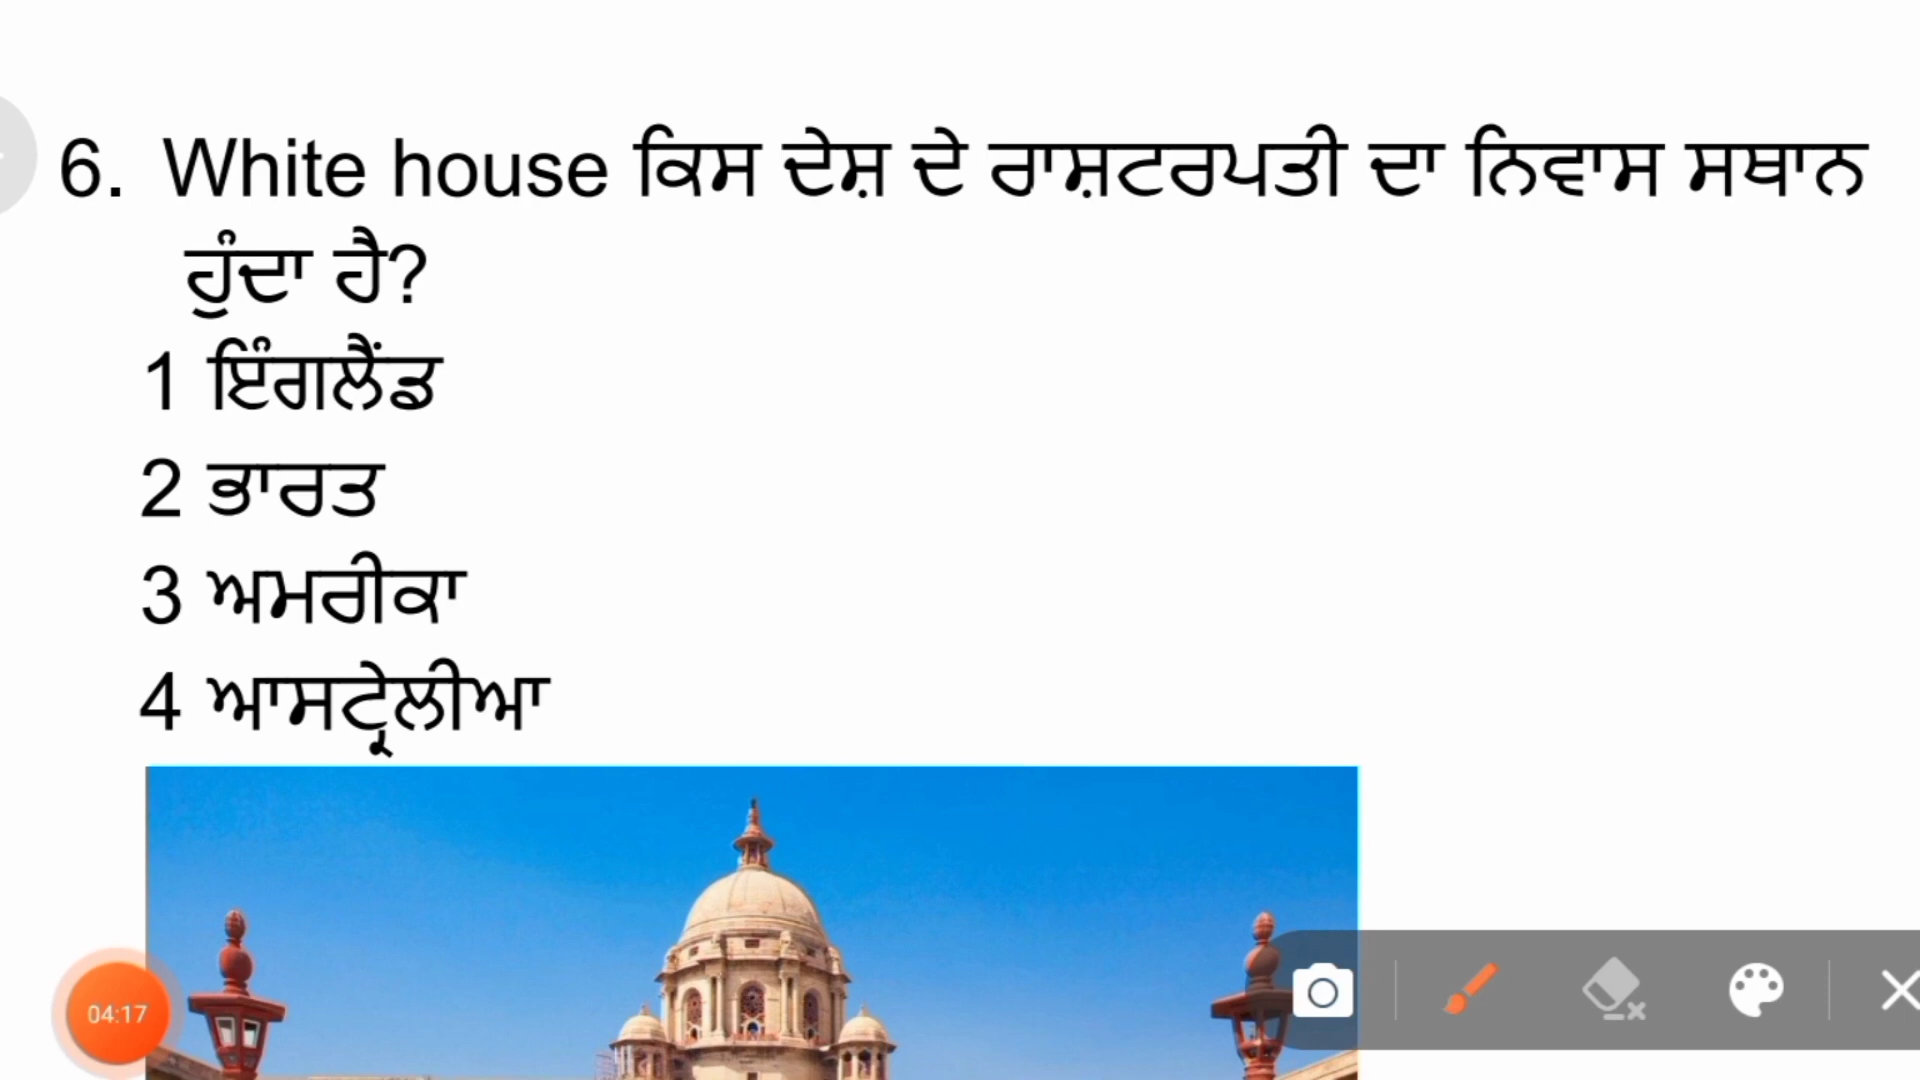 6. White house ਕਿਸ ਦੇਸ਼ ਦੇ ਰਾਸ਼ਟਰਪਤੀ ਦਾ ਨਿਵਾਸ ਸਥਾਨ
ਹੁੰਦਾ ਹੈ?
1 ਇੰਗਲੈਂਡ
2 ਭਾਰਤ
3 ਅਮਰੀਕਾ
4 ਆਸਟ੍ਰੇਲੀਆ
04:17